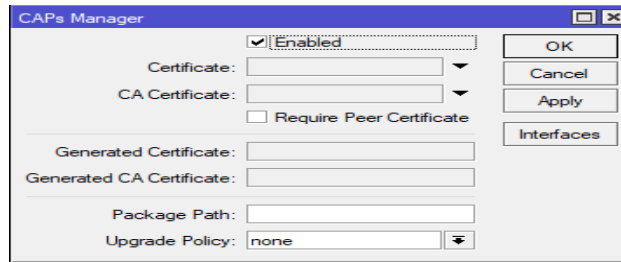 CAPs Manager
Enabled
OK
Certificate:
Cancel
CA Certificate:
Apply
Require Peer Certificate
Interfaces
Generated Certificate:
Generated CA Certificate:
Package Path:
Upgrade Policy: none